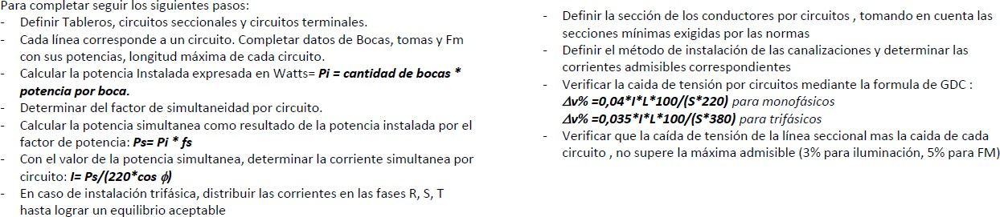 Para completar seguir los siguientes pasos:
- Definir Tableros, circuitos seccionales y circuitos terminales.
- Cada línea corresponde a un circuito. Completar datos de Bocas, tomas y Fm
con sus potencias, longitud máxima de cada circuito.
- Calcular la potencia Instalada expresada en Watts= Pi = cantidad de bocas *
potencia por boca.
- Determinar del factor de simultaneidad por circuito.
- Calcular la potencia simultanea como resultado de la potencia instalada por el
factor de potencia: Ps= Pi * fs
- Con el valor de la potencia simultanea, determinar la corriente simultanea por
circuito: I= Ps/(220*cos ϕ)
- En caso de instalación trifásica, distribuir las corrientes en las fases R, S, T
hasta lograr un equilibrio aceptable
- Definir la sección de los conductores por circuitos , tomando en cuenta las
secciones mínimas exigidas por las normas
- Definir el método de instalación de las canalizaciones y determinar las
corrientes admisibles correspondientes
- Verificar la caida de tensión por circuitos mediante la formula de GDC :
Δv% =0,04*I*L*100/(S*220) para monofásicos
Δv% =0,035*I*L*100/(S*380) para trifásicos
- Verificar que la caída de tensión de la línea seccional mas la caida de cada
circuito , no supere la máxima admisible (3% para iluminación, 5% para FM)